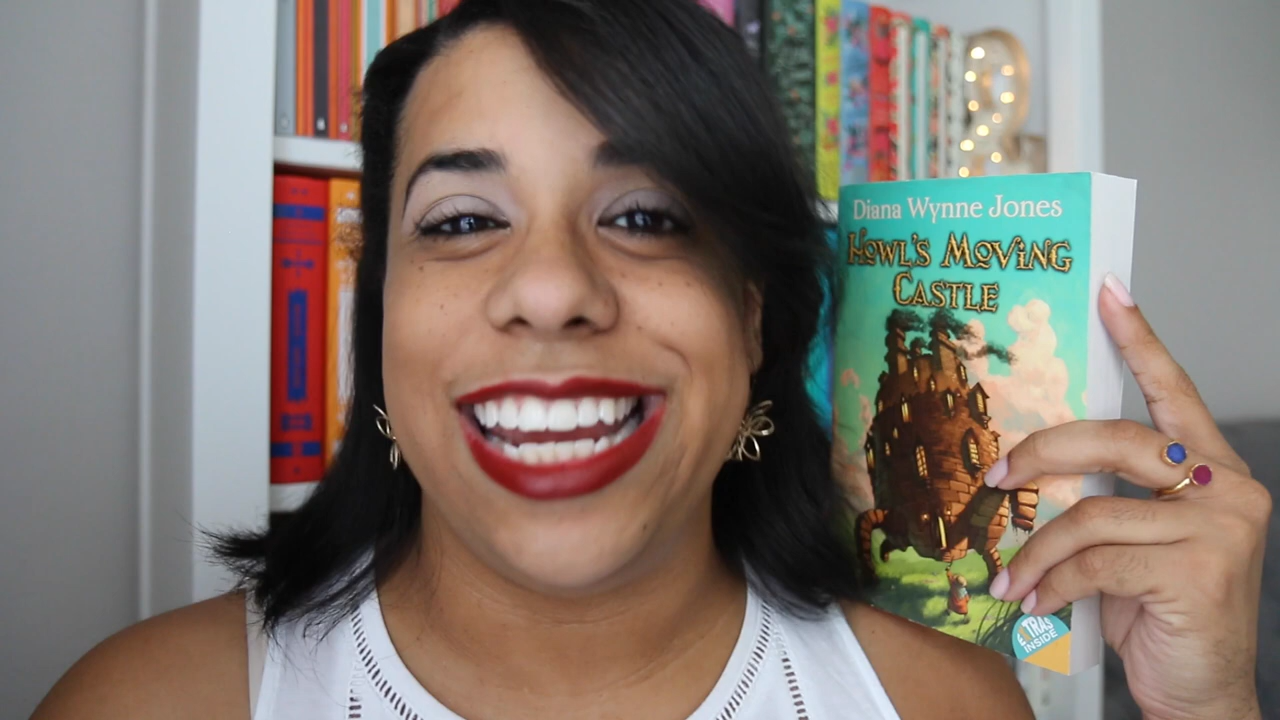 Diana Wynne Jones
HOWL'S MOVING
CASTLE
EXTRAS
INSIDE